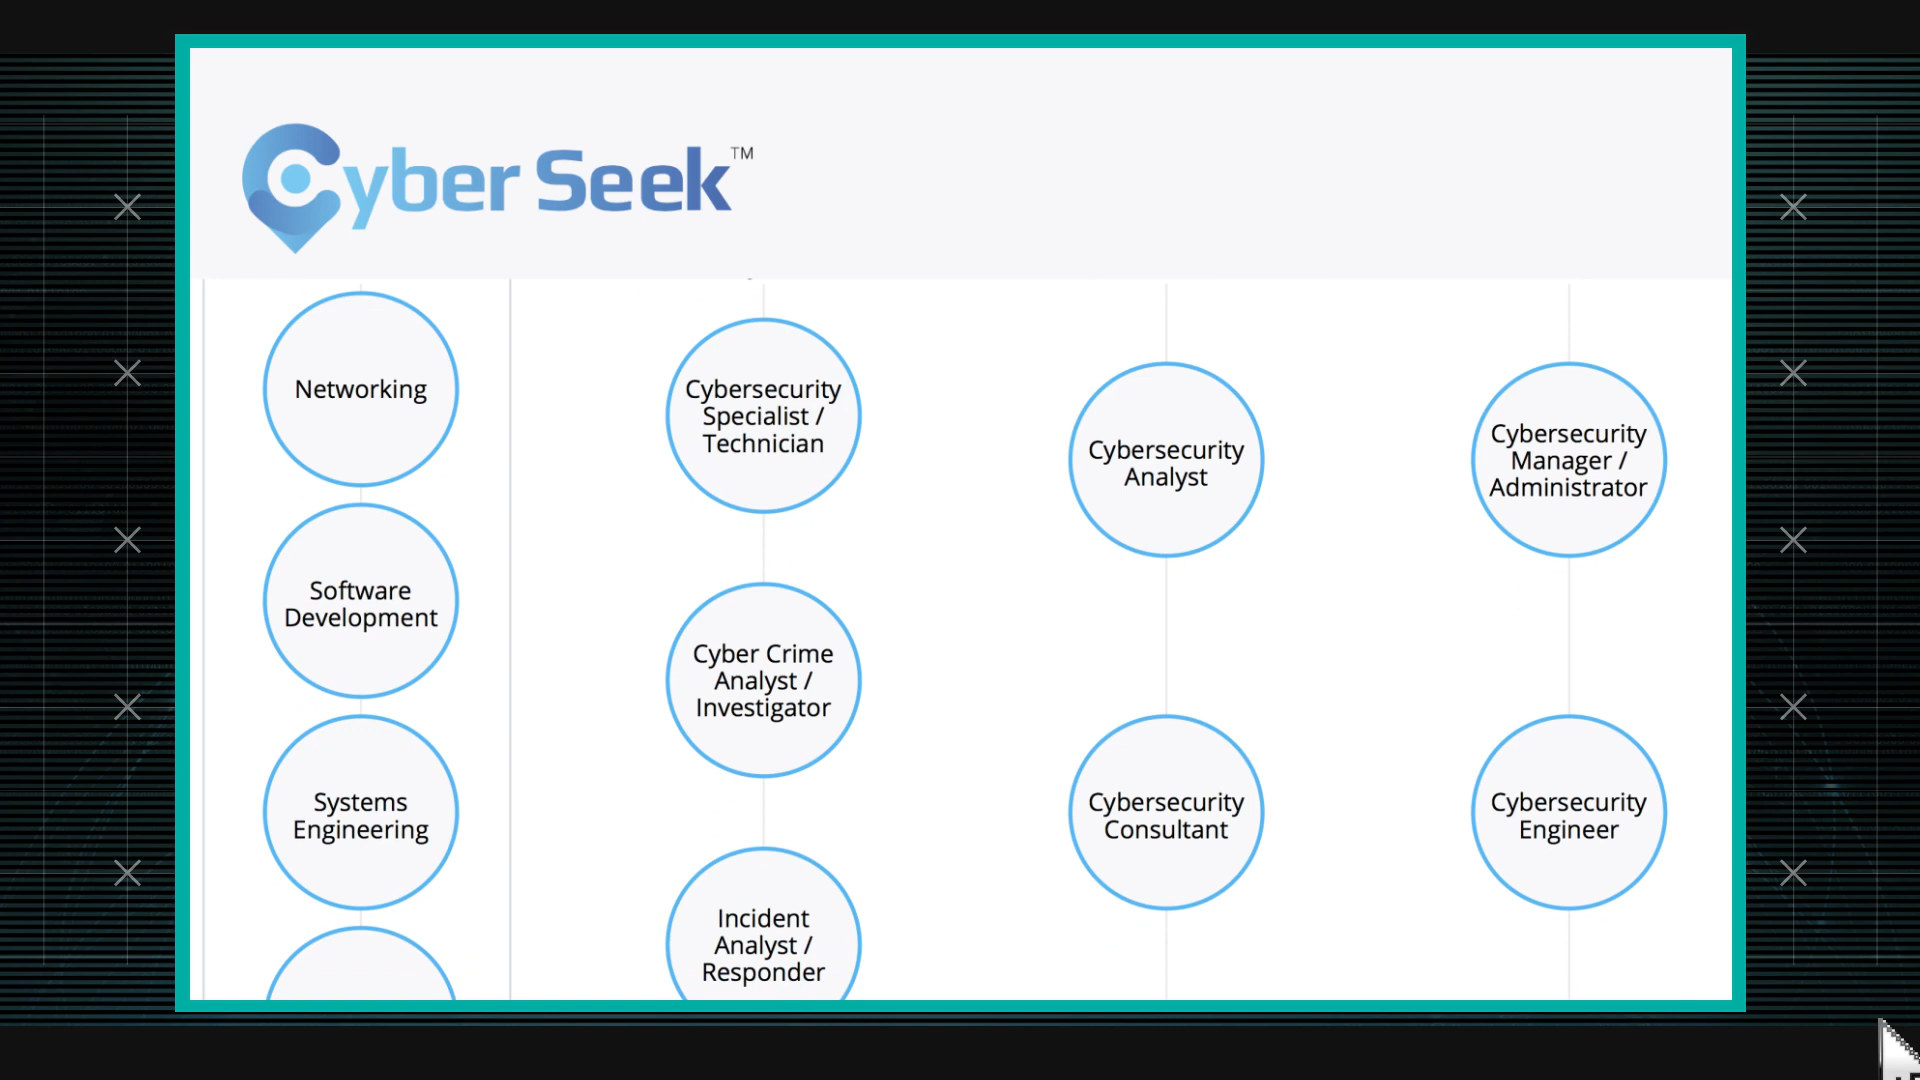 Cyber Seek™
Networking
Software
Development
Systems
Engineering
Cybersecurity
Specialist /
Technician
Cyber Crime
Analyst /
Investigator
Incident
Analyst /
Responder
Cybersecurity
Analyst
Cybersecurity
Consultant
Cybersecurity
Manager /
Administrator
Cybersecurity
Engineer